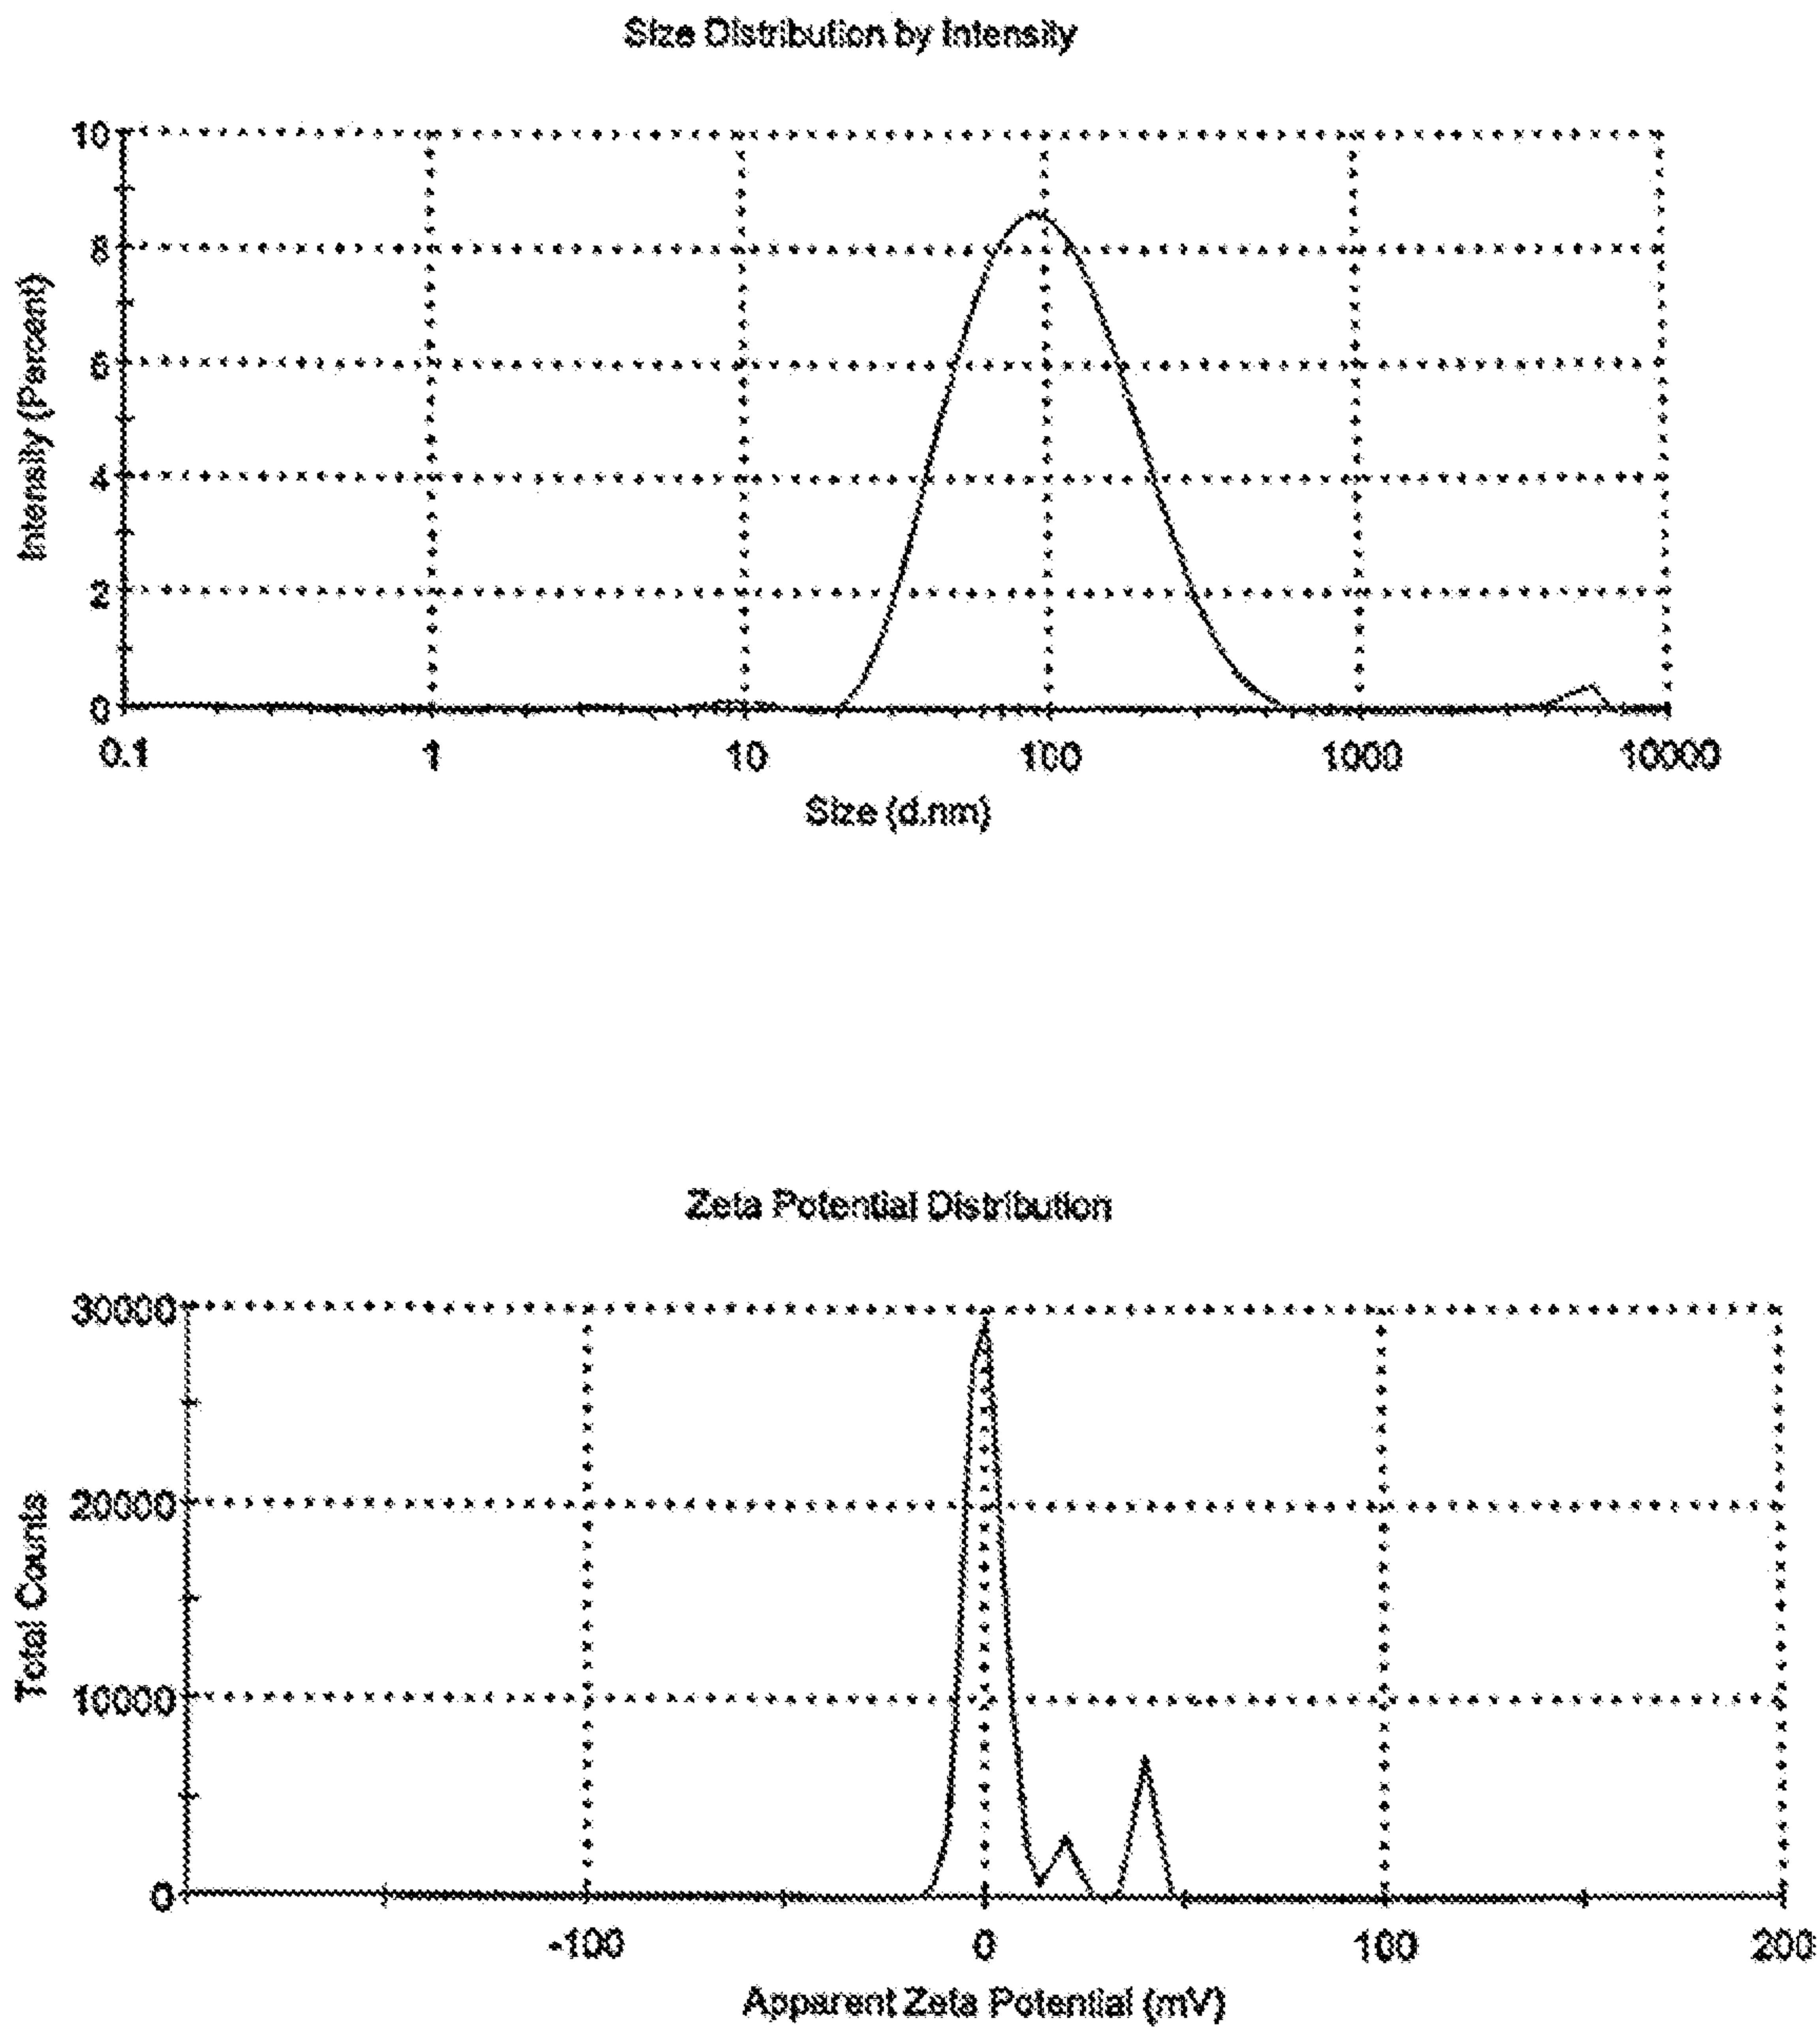 Size Distribution by Intensity
10
8
6
4
2
0
Intensity (Percent)
0.1 1 10 100 1000 10000
Size (d.nm)
Zeta Potential Distribution
30000
20000
10000
0
Total Counts
-100 0 100 200
Apparent Zeta Potential (mV)